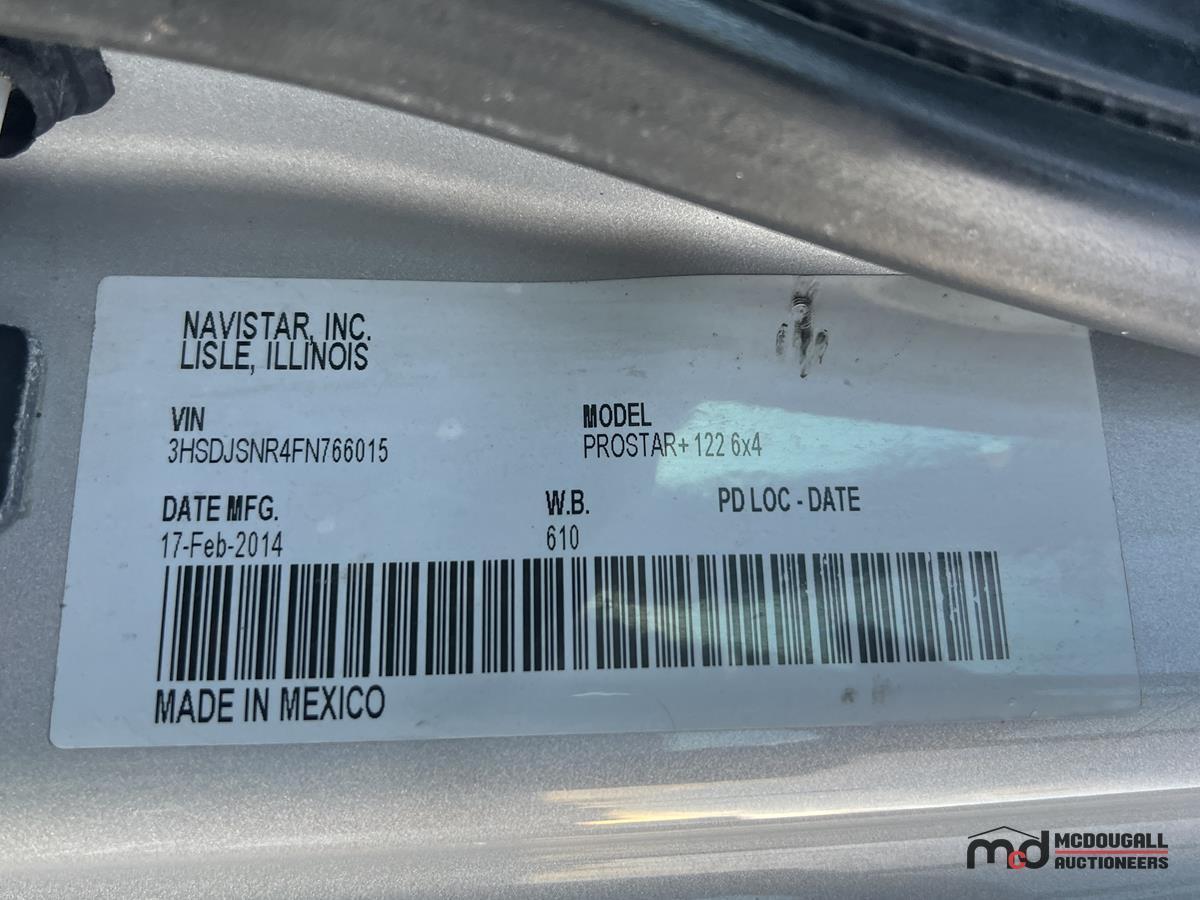 NAVISTAR, INC.
LISLE, ILLINOIS
VIN
3HSDJSNR4FN766015
MODEL
PROSTAR+ 122 6x4
DATE MFG.
17-Feb-2014
W.B.
610
PD LOC - DATE
MADE IN MEXICO
mcd MCDOUGALL
AUCTIONEERS